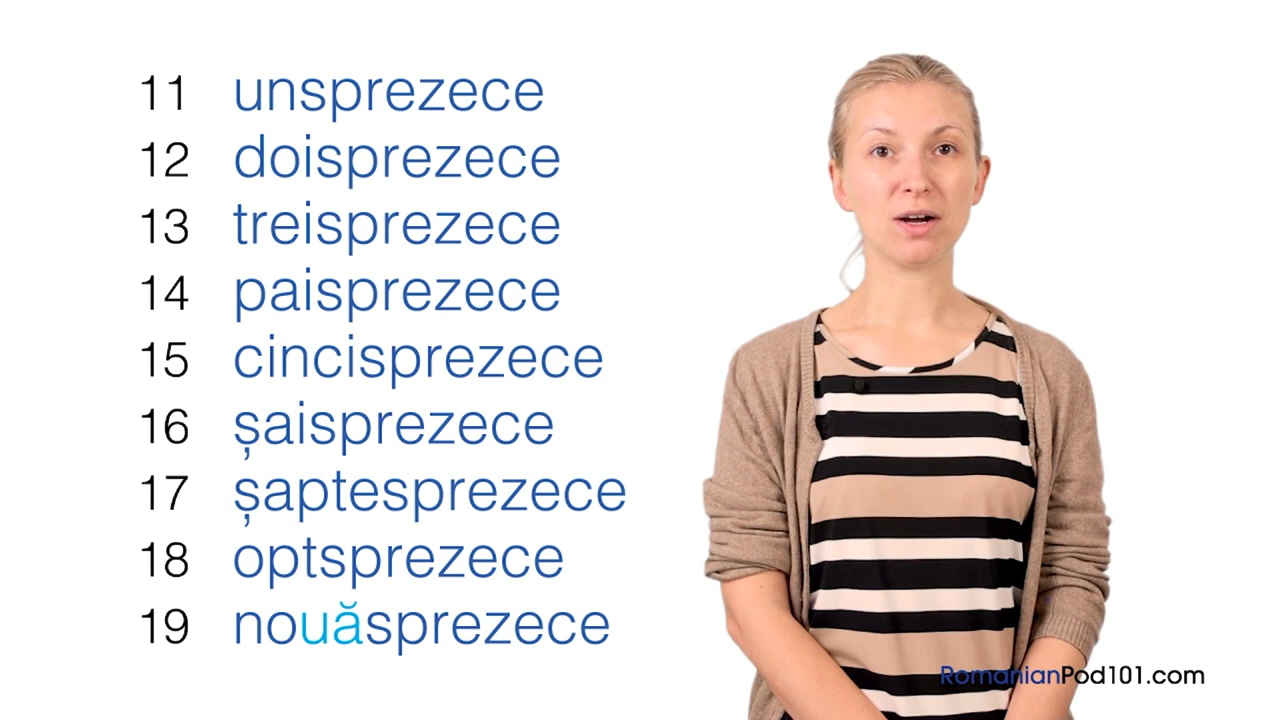 11 unsprezece
12 doisprezece
13 treisprezece
14 paisprezece
15 cincisprezece
16 șaisprezece
17 șaptesprezece
18 optsprezece
19 nouăsprezece
RomanianPod101.com